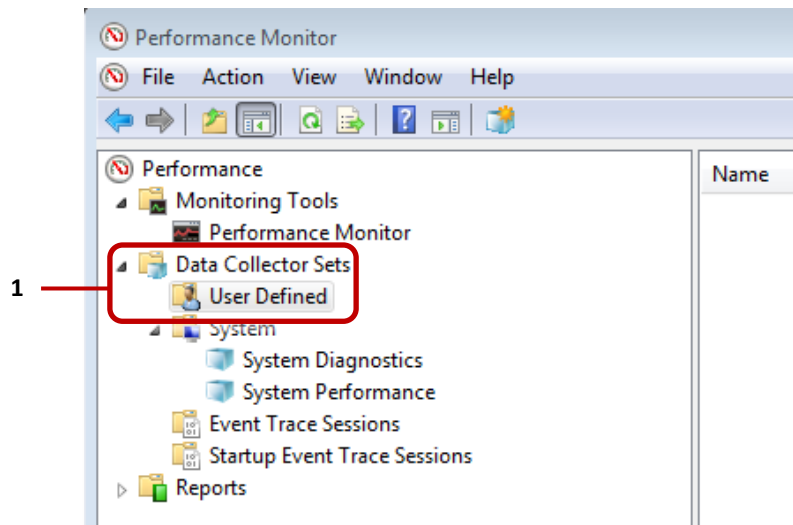 Performance Monitor
File Action View Window Help
Performance
Name
Monitoring Tools
Performance Monitor
Data Collector Sets
1
User Defined
System
System Diagnostics
System Performance
Event Trace Sessions
Startup Event Trace Sessions
Reports